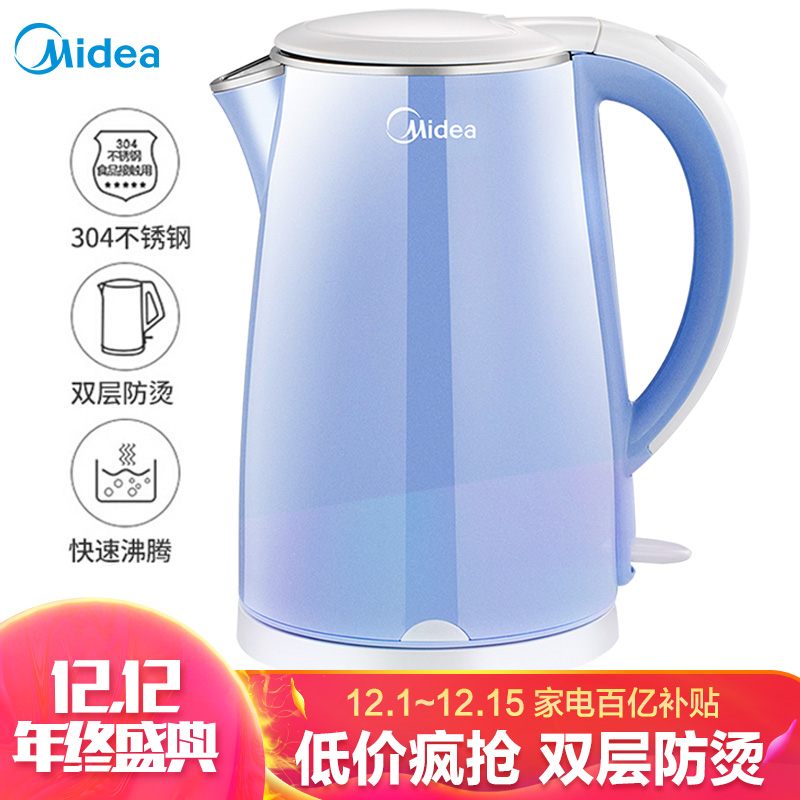 Midea
Midea
304
不锈钢
食品接触用
304不锈钢
双层防烫
快速沸腾
12.12
年终盛典
12.1~12.15 家电百亿补贴
低价疯抢 双层防烫